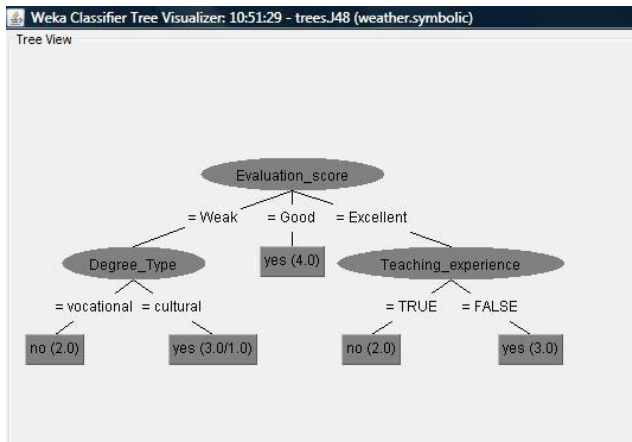 Weka Classifier Tree Visualizer: 10:51:29 - trees.J48 (weather.symbolic)
Tree View
Evaluation_score
= Weak = Good = Excellent
Degree_Type yes (4.0) Teaching_experience
= vocational = cultural = TRUE = FALSE
no (2.0) yes (3.0/1.0) no (2.0) yes (3.0)